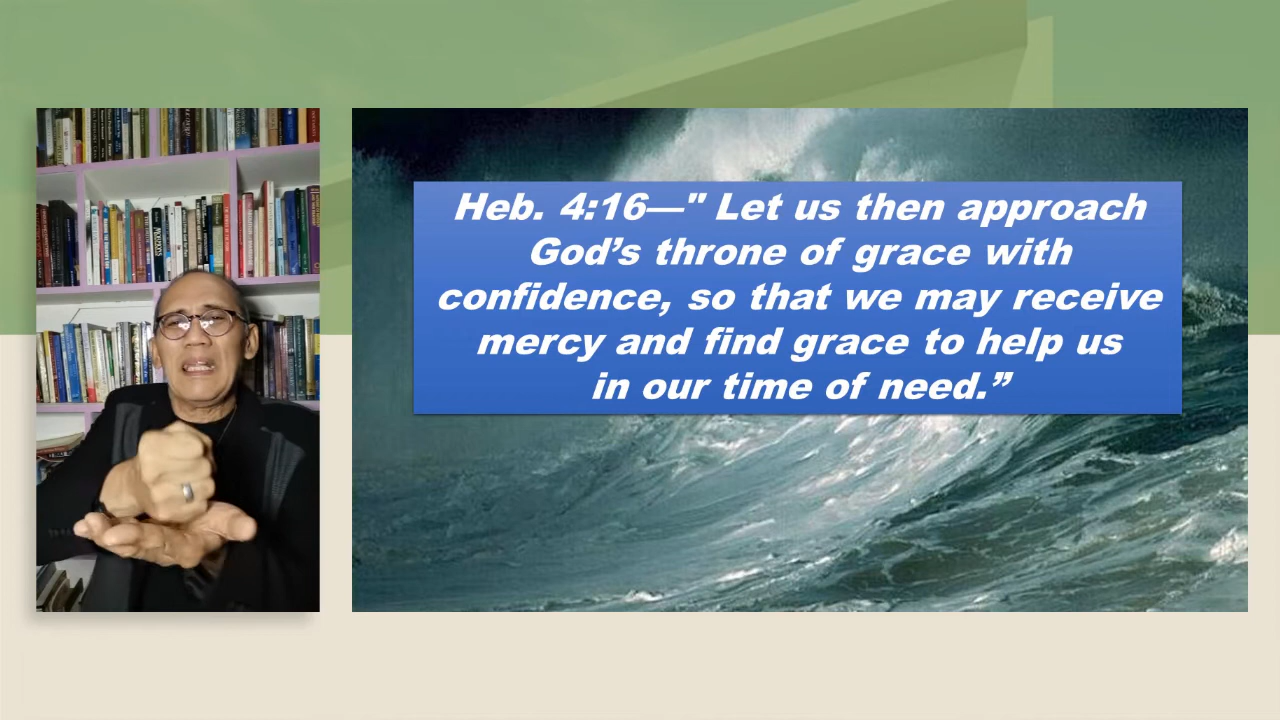 Heb. 4:16—" Let us then approach
God’s throne of grace with
confidence, so that we may receive
mercy and find grace to help us
in our time of need.”